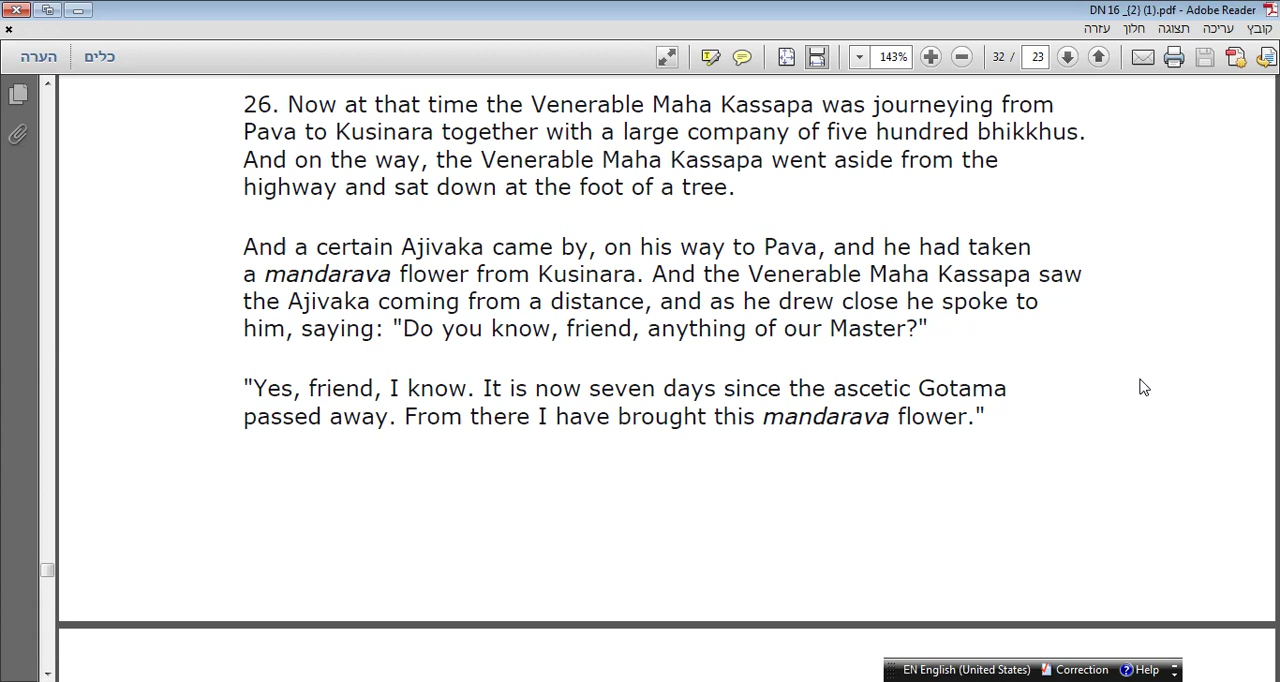 DN 16 _{2} (1).pdf - Adobe Reader
קובץ עריכה תצוגה חלון עזרה
הערה כלים 143% 32 / 23
26. Now at that time the Venerable Maha Kassapa was journeying from
Pava to Kusinara together with a large company of five hundred bhikkhus.
And on the way, the Venerable Maha Kassapa went aside from the
highway and sat down at the foot of a tree.
And a certain Ajivaka came by, on his way to Pava, and he had taken
a mandarava flower from Kusinara. And the Venerable Maha Kassapa saw
the Ajivaka coming from a distance, and as he drew close he spoke to
him, saying: "Do you know, friend, anything of our Master?"
"Yes, friend, I know. It is now seven days since the ascetic Gotama
passed away. From there I have brought this mandarava flower."
EN English (United States) Correction Help